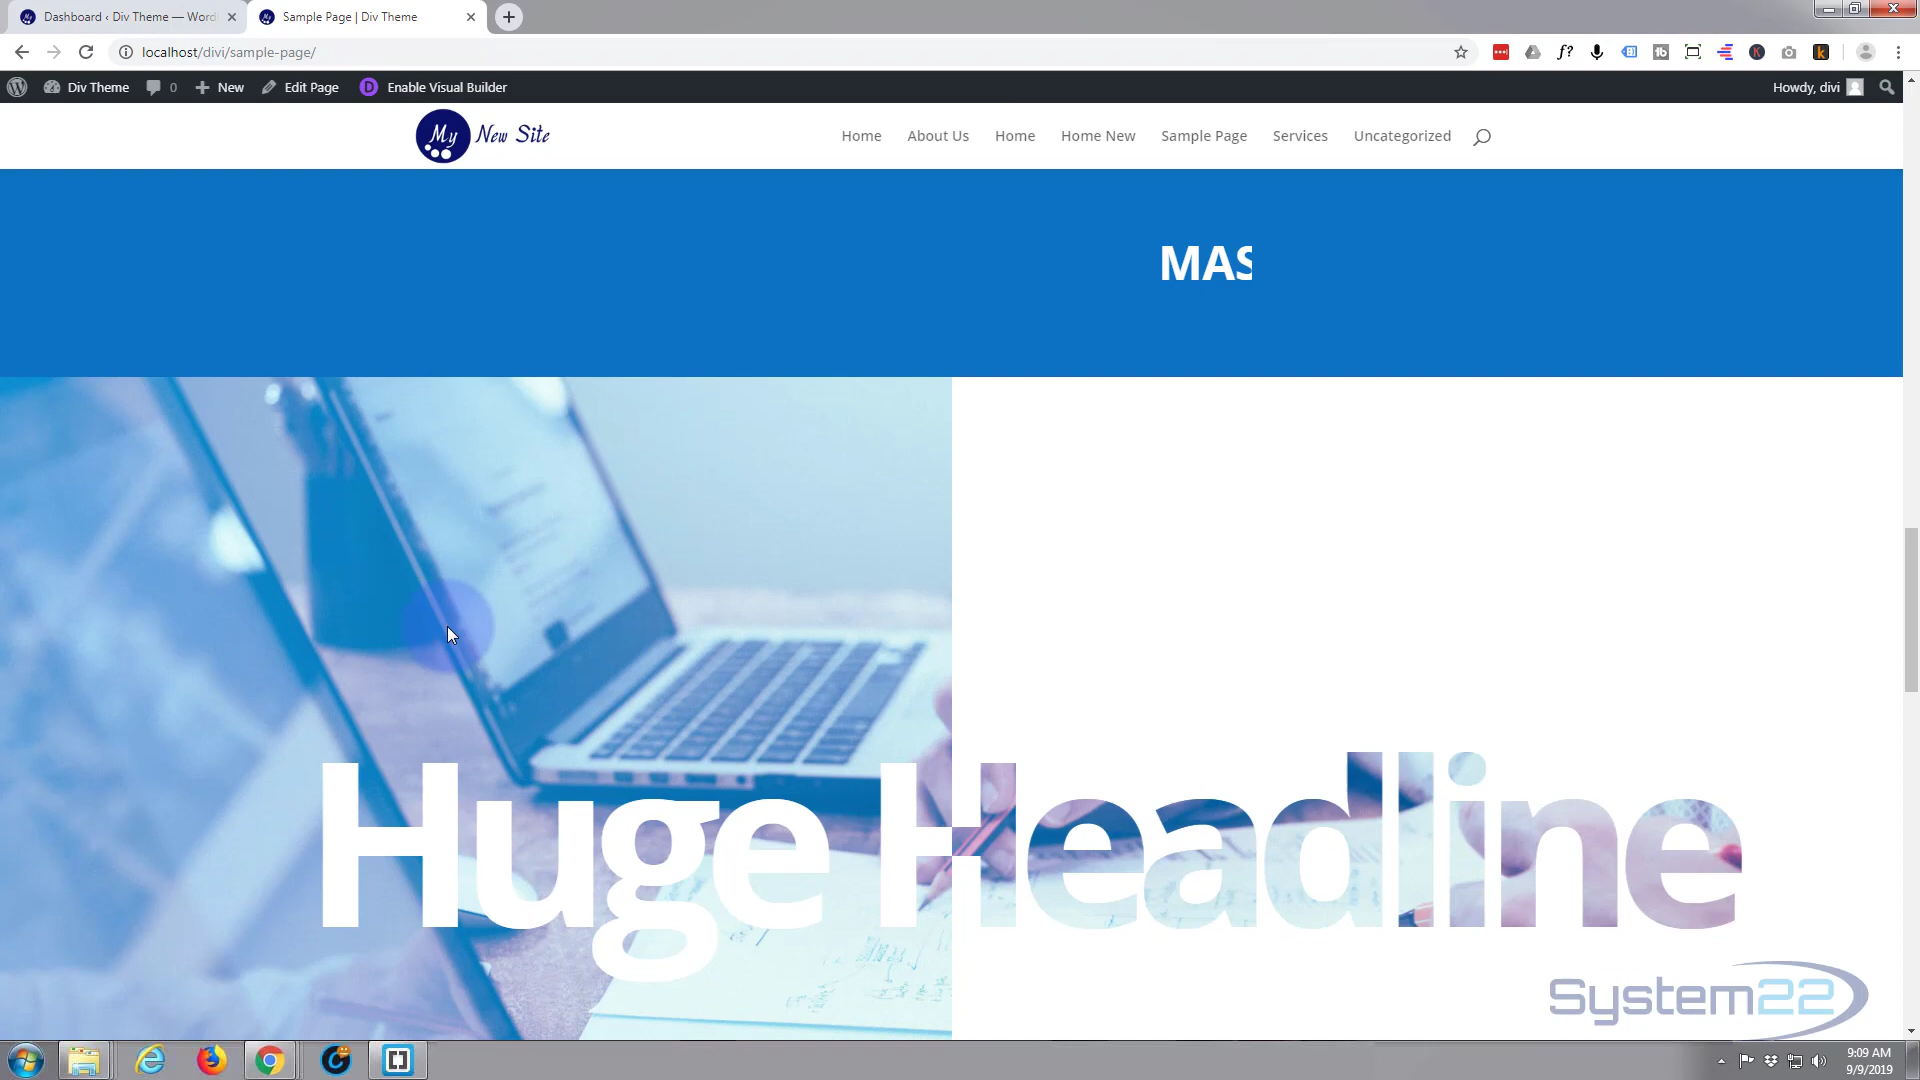 Dashboard ‹ Div Theme — Word
Sample Page | Div Theme
localhost/divi/sample-page/
Div Theme
0
New
Edit Page
D
Enable Visual Builder
Howdy, divi
My New Site
Home
About Us
Home
Home New
Sample Page
Services
Uncategorized
MAS
Huge Headline
System22
9:09 AM
9/9/2019